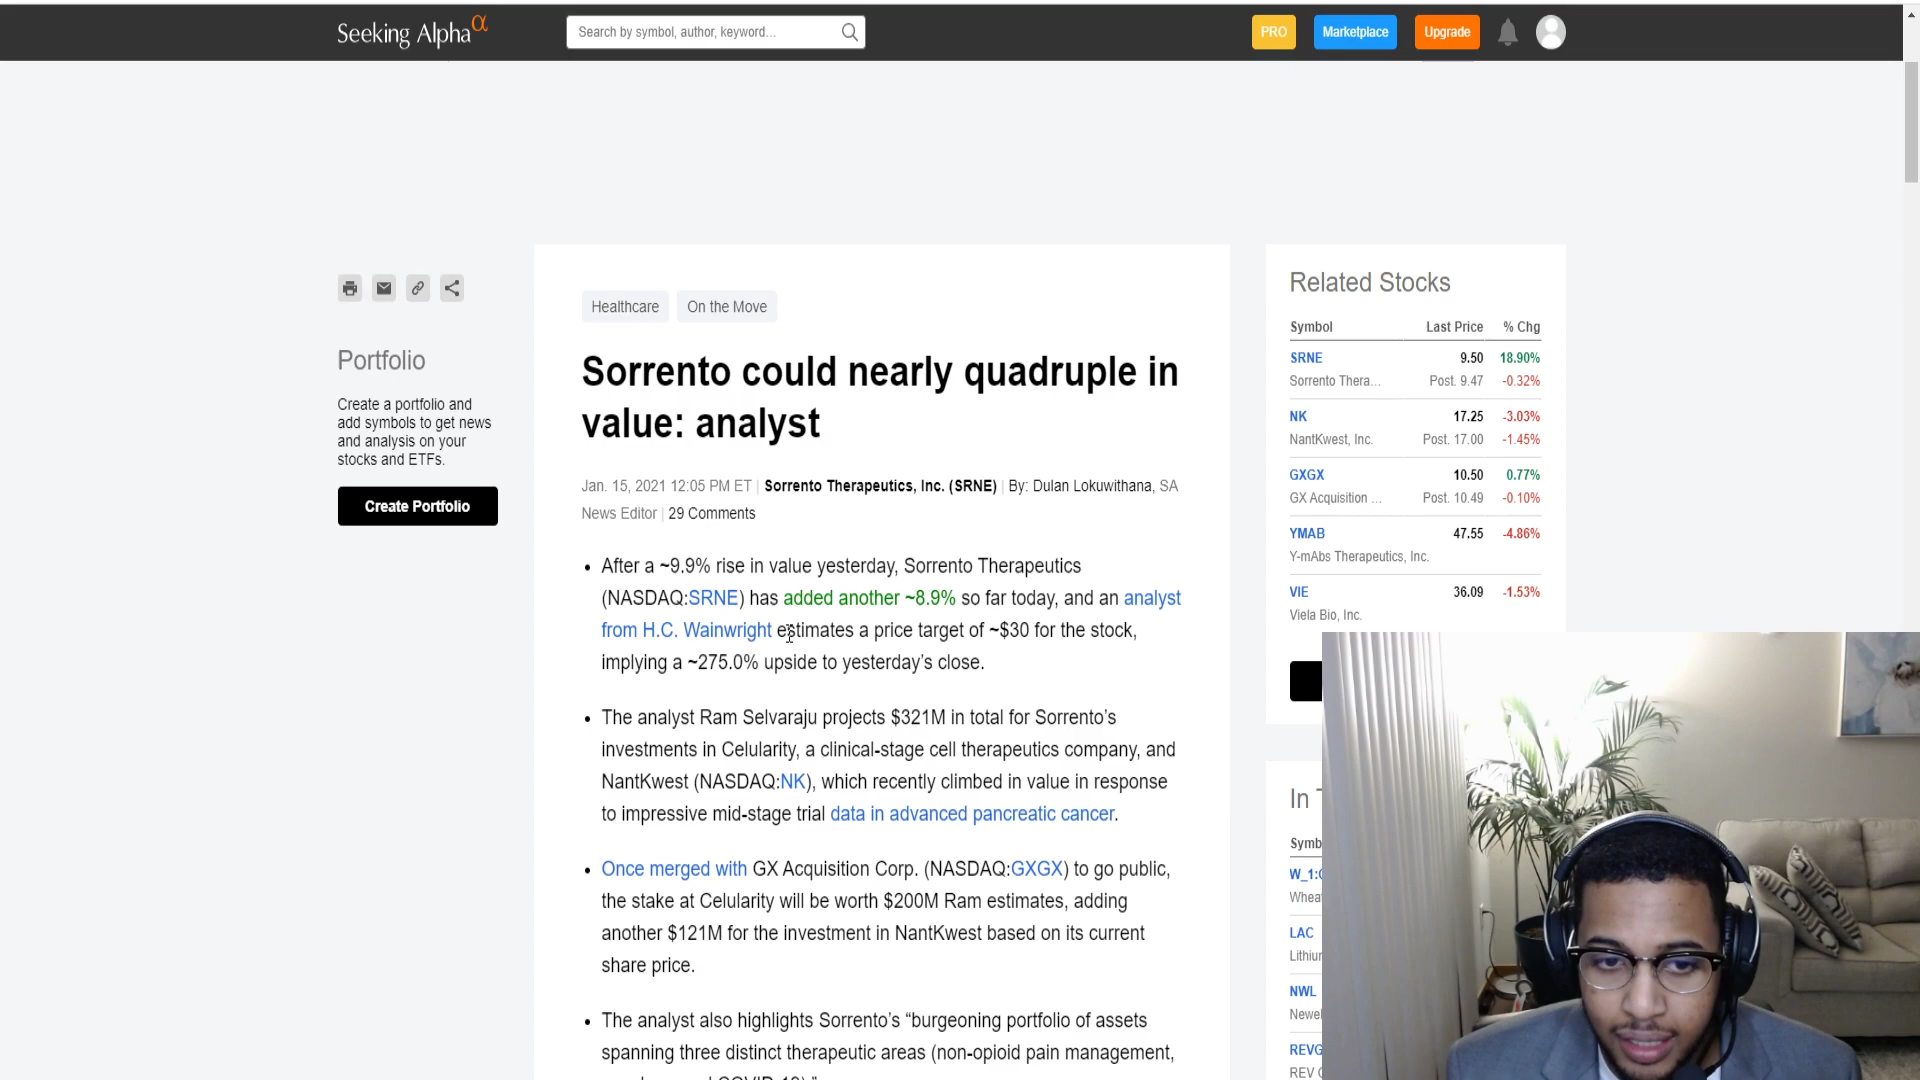 Seeking Alpha α
Search by symbol, author, keyword...
PRO
Marketplace
Upgrade
Portfolio
Create a portfolio and
add symbols to get news
and analysis on your
stocks and ETFs.
Create Portfolio
Healthcare
On the Move
Sorrento could nearly quadruple in
value: analyst
Jan. 15, 2021 12:05 PM ET | Sorrento Therapeutics, Inc. (SRNE) | By: Dulan Lokuwithana, SA
News Editor | 29 Comments
• After a ~9.9% rise in value yesterday, Sorrento Therapeutics
(NASDAQ:SRNE) has added another ~8.9% so far today, and an analyst
from H.C. Wainwright estimates a price target of ~$30 for the stock,
implying a ~275.0% upside to yesterday's close.
• The analyst Ram Selvaraju projects $321M in total for Sorrento's
investments in Celularity, a clinical-stage cell therapeutics company, and
NantKwest (NASDAQ:NK), which recently climbed in value in response
to impressive mid-stage trial data in advanced pancreatic cancer.
• Once merged with GX Acquisition Corp. (NASDAQ:GXGX) to go public,
the stake at Celularity will be worth $200M Ram estimates, adding
another $121M for the investment in NantKwest based on its current
share price.
• The analyst also highlights Sorrento's “burgeoning portfolio of assets
spanning three distinct therapeutic areas (non-opioid pain management,
Related Stocks
Symbol Last Price % Chg
SRNE 9.50 18.90%
Sorrento Thera... Post. 9.47 -0.32%
NK 17.25 -3.03%
NantKwest, Inc. Post. 17.00 -1.45%
GXGX 10.50 0.77%
GX Acquisition ... Post. 10.49 -0.10%
YMAB 47.55 -4.86%
Y-mAbs Therapeutics, Inc.
VIE 36.09 -1.53%
Viela Bio, Inc.
In
Symb
W_1:
Whea
LAC
Lithiu
NWL
Newe
REVG
REV